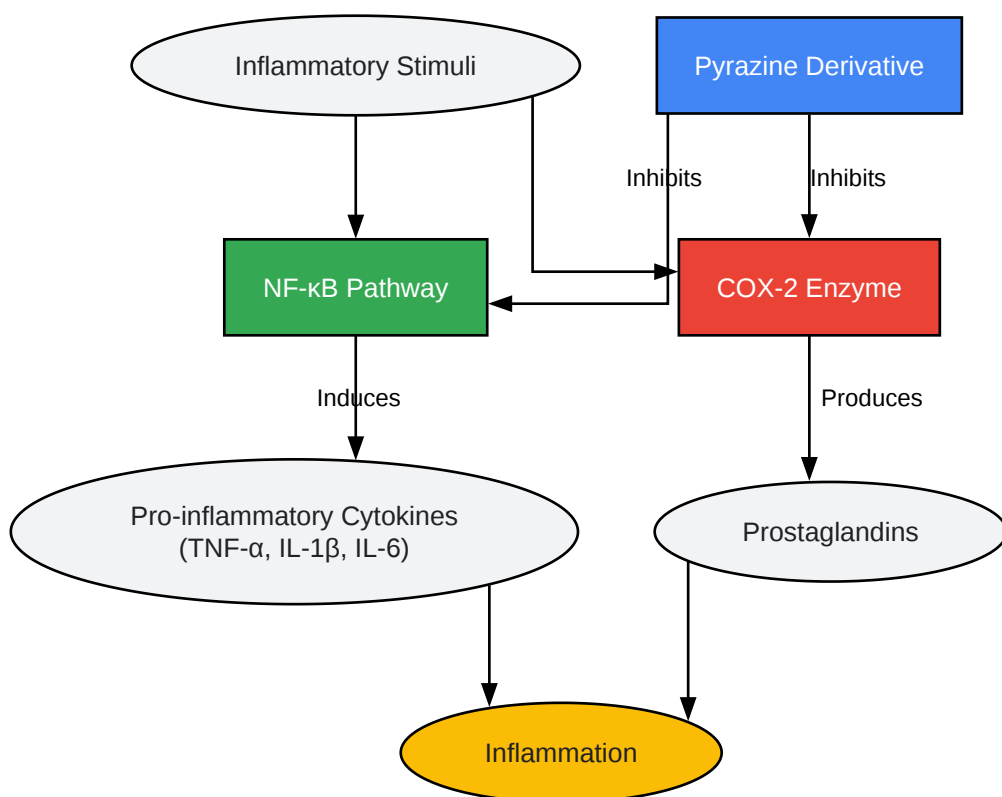 Inflammatory Stimuli
Pyrazine Derivative
Inhibits
Inhibits
NF-κB Pathway
COX-2 Enzyme
Induces
Produces
Pro-inflammatory Cytokines
(TNF-α, IL-1β, IL-6)
Prostaglandins
Inflammation